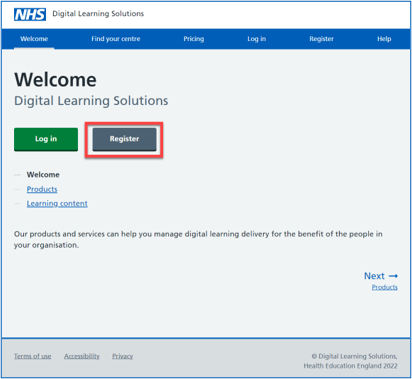 NHS Digital Learning Solutions
Welcome Find your centre Pricing Log in Register Help
Welcome
Digital Learning Solutions
Log in Register
Welcome
Products
Learning content
Our products and services can help you manage digital learning delivery for the benefit of the people in
your organisation.
Next
Products
Terms of use Accessibility Privacy © Digital Learning Solutions,
Health Education England 2022